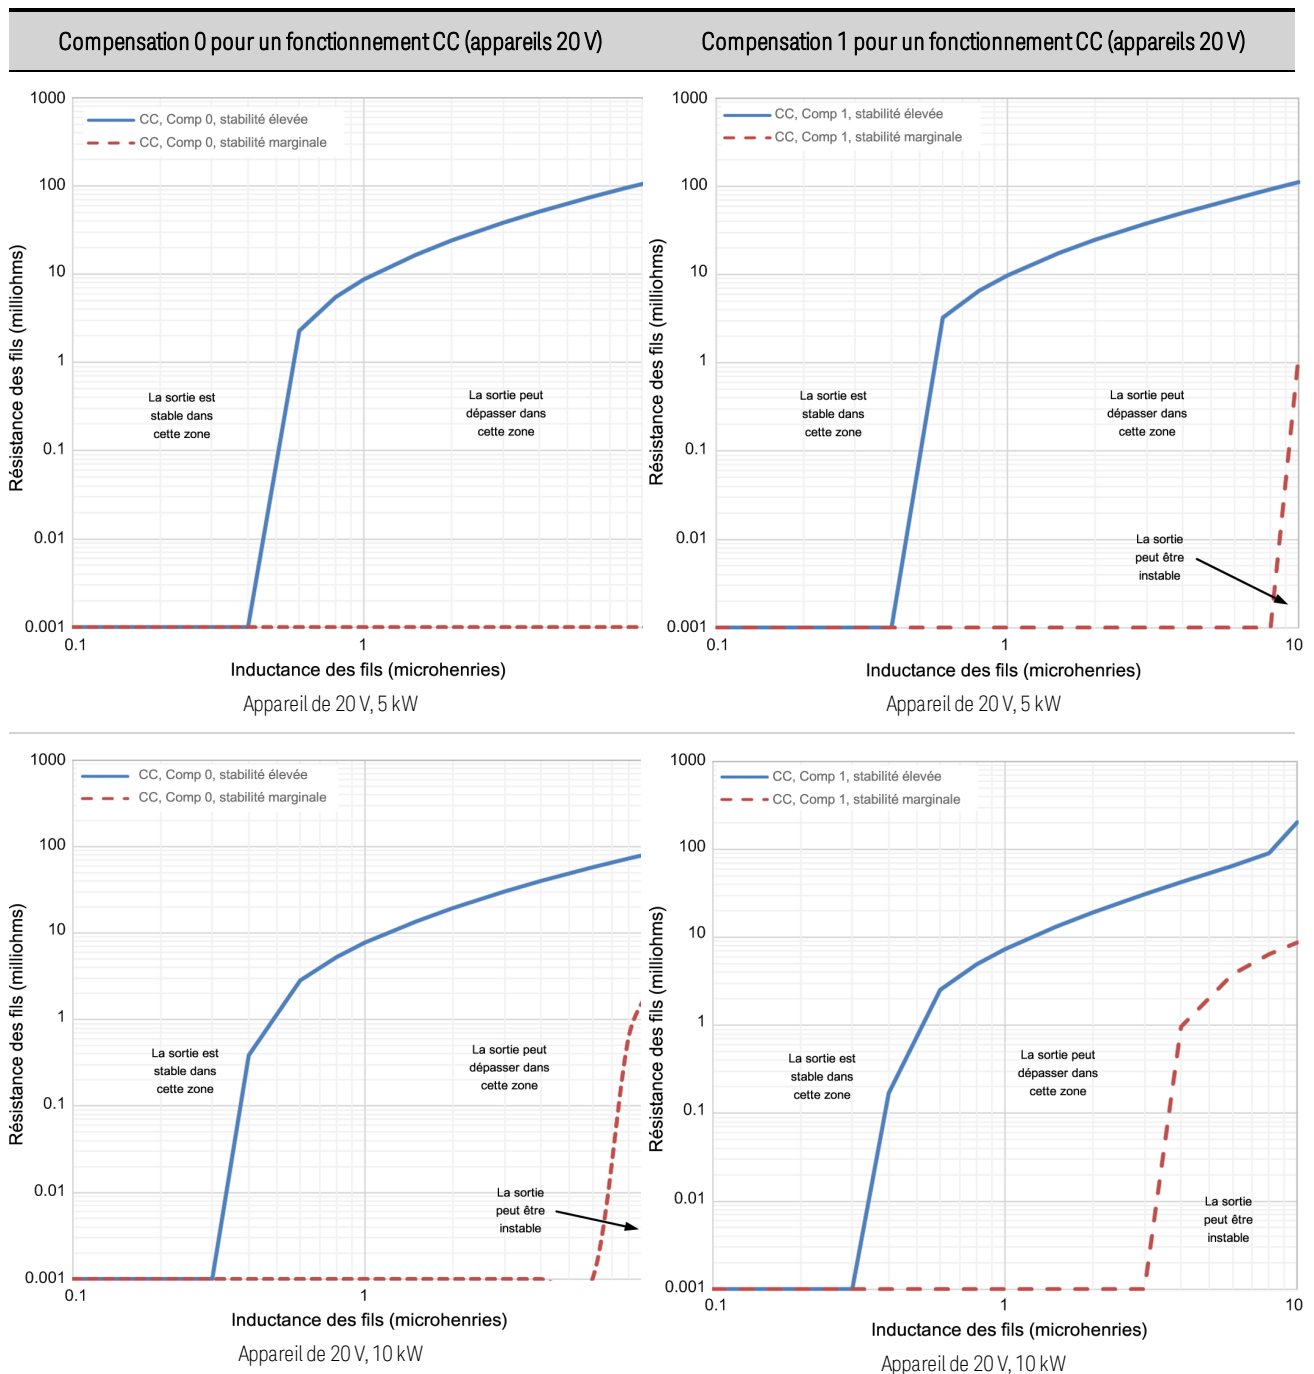 Compensation 0 pour un fonctionnement CC (appareils 20 V)
Compensation 1 pour un fonctionnement CC (appareils 20 V)
CC, Comp 0, stabilité élevée
CC, Comp 0, stabilité marginale
1000
100
10
1
0.1
0.01
0.001
Résistance des fils (milliohms)
La sortie est
stable dans
cette zone
La sortie peut
dépasser dans
cette zone
0.1
1
Inductance des fils (microhenries)
Appareil de 20 V, 5 kW
CC, Comp 1, stabilité élevée
CC, Comp 1, stabilité marginale
1000
100
10
1
0.1
0.01
0.001
Résistance des fils (milliohms)
La sortie est
stable dans
cette zone
La sortie peut
dépasser dans
cette zone
La sortie
peut être
instable
0.1
1
10
Inductance des fils (microhenries)
Appareil de 20 V, 5 kW
CC, Comp 0, stabilité élevée
CC, Comp 0, stabilité marginale
1000
100
10
1
0.1
0.01
0.001
Résistance des fils (milliohms)
La sortie est
stable dans
cette zone
La sortie peut
dépasser dans
cette zone
La sortie
peut être
instable
0.1
1
Inductance des fils (microhenries)
Appareil de 20 V, 10 kW
CC, Comp 1, stabilité élevée
CC, Comp 1, stabilité marginale
1000
100
10
1
0.1
0.01
0.001
Résistance des fils (milliohms)
La sortie est
stable dans
cette zone
La sortie peut
dépasser dans
cette zone
La sortie
peut être
instable
0.1
1
10
Inductance des fils (microhenries)
Appareil de 20 V, 10 kW